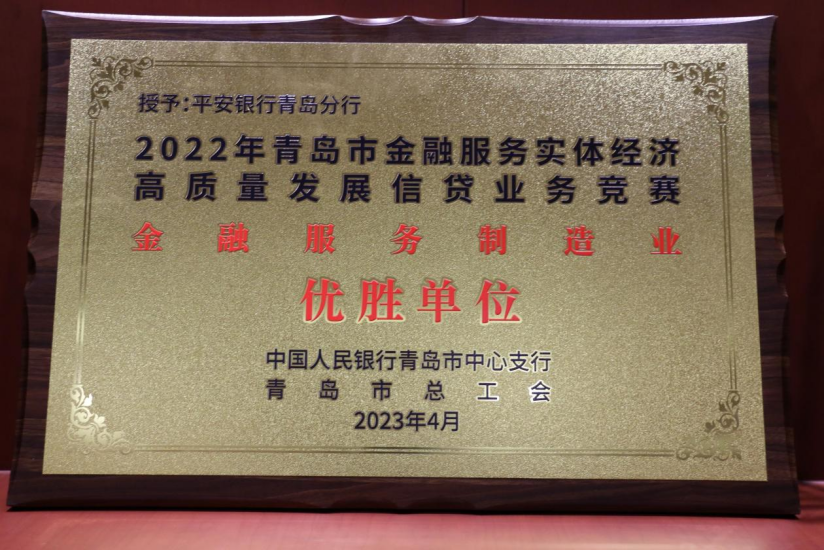 授予:平安银行青岛分行
2022年青岛市金融服务实体经济
高质量发展信贷业务竞赛
金融服务制造业
优胜单位
中国人民银行青岛市中心支行
青岛市总工会
2023年4月